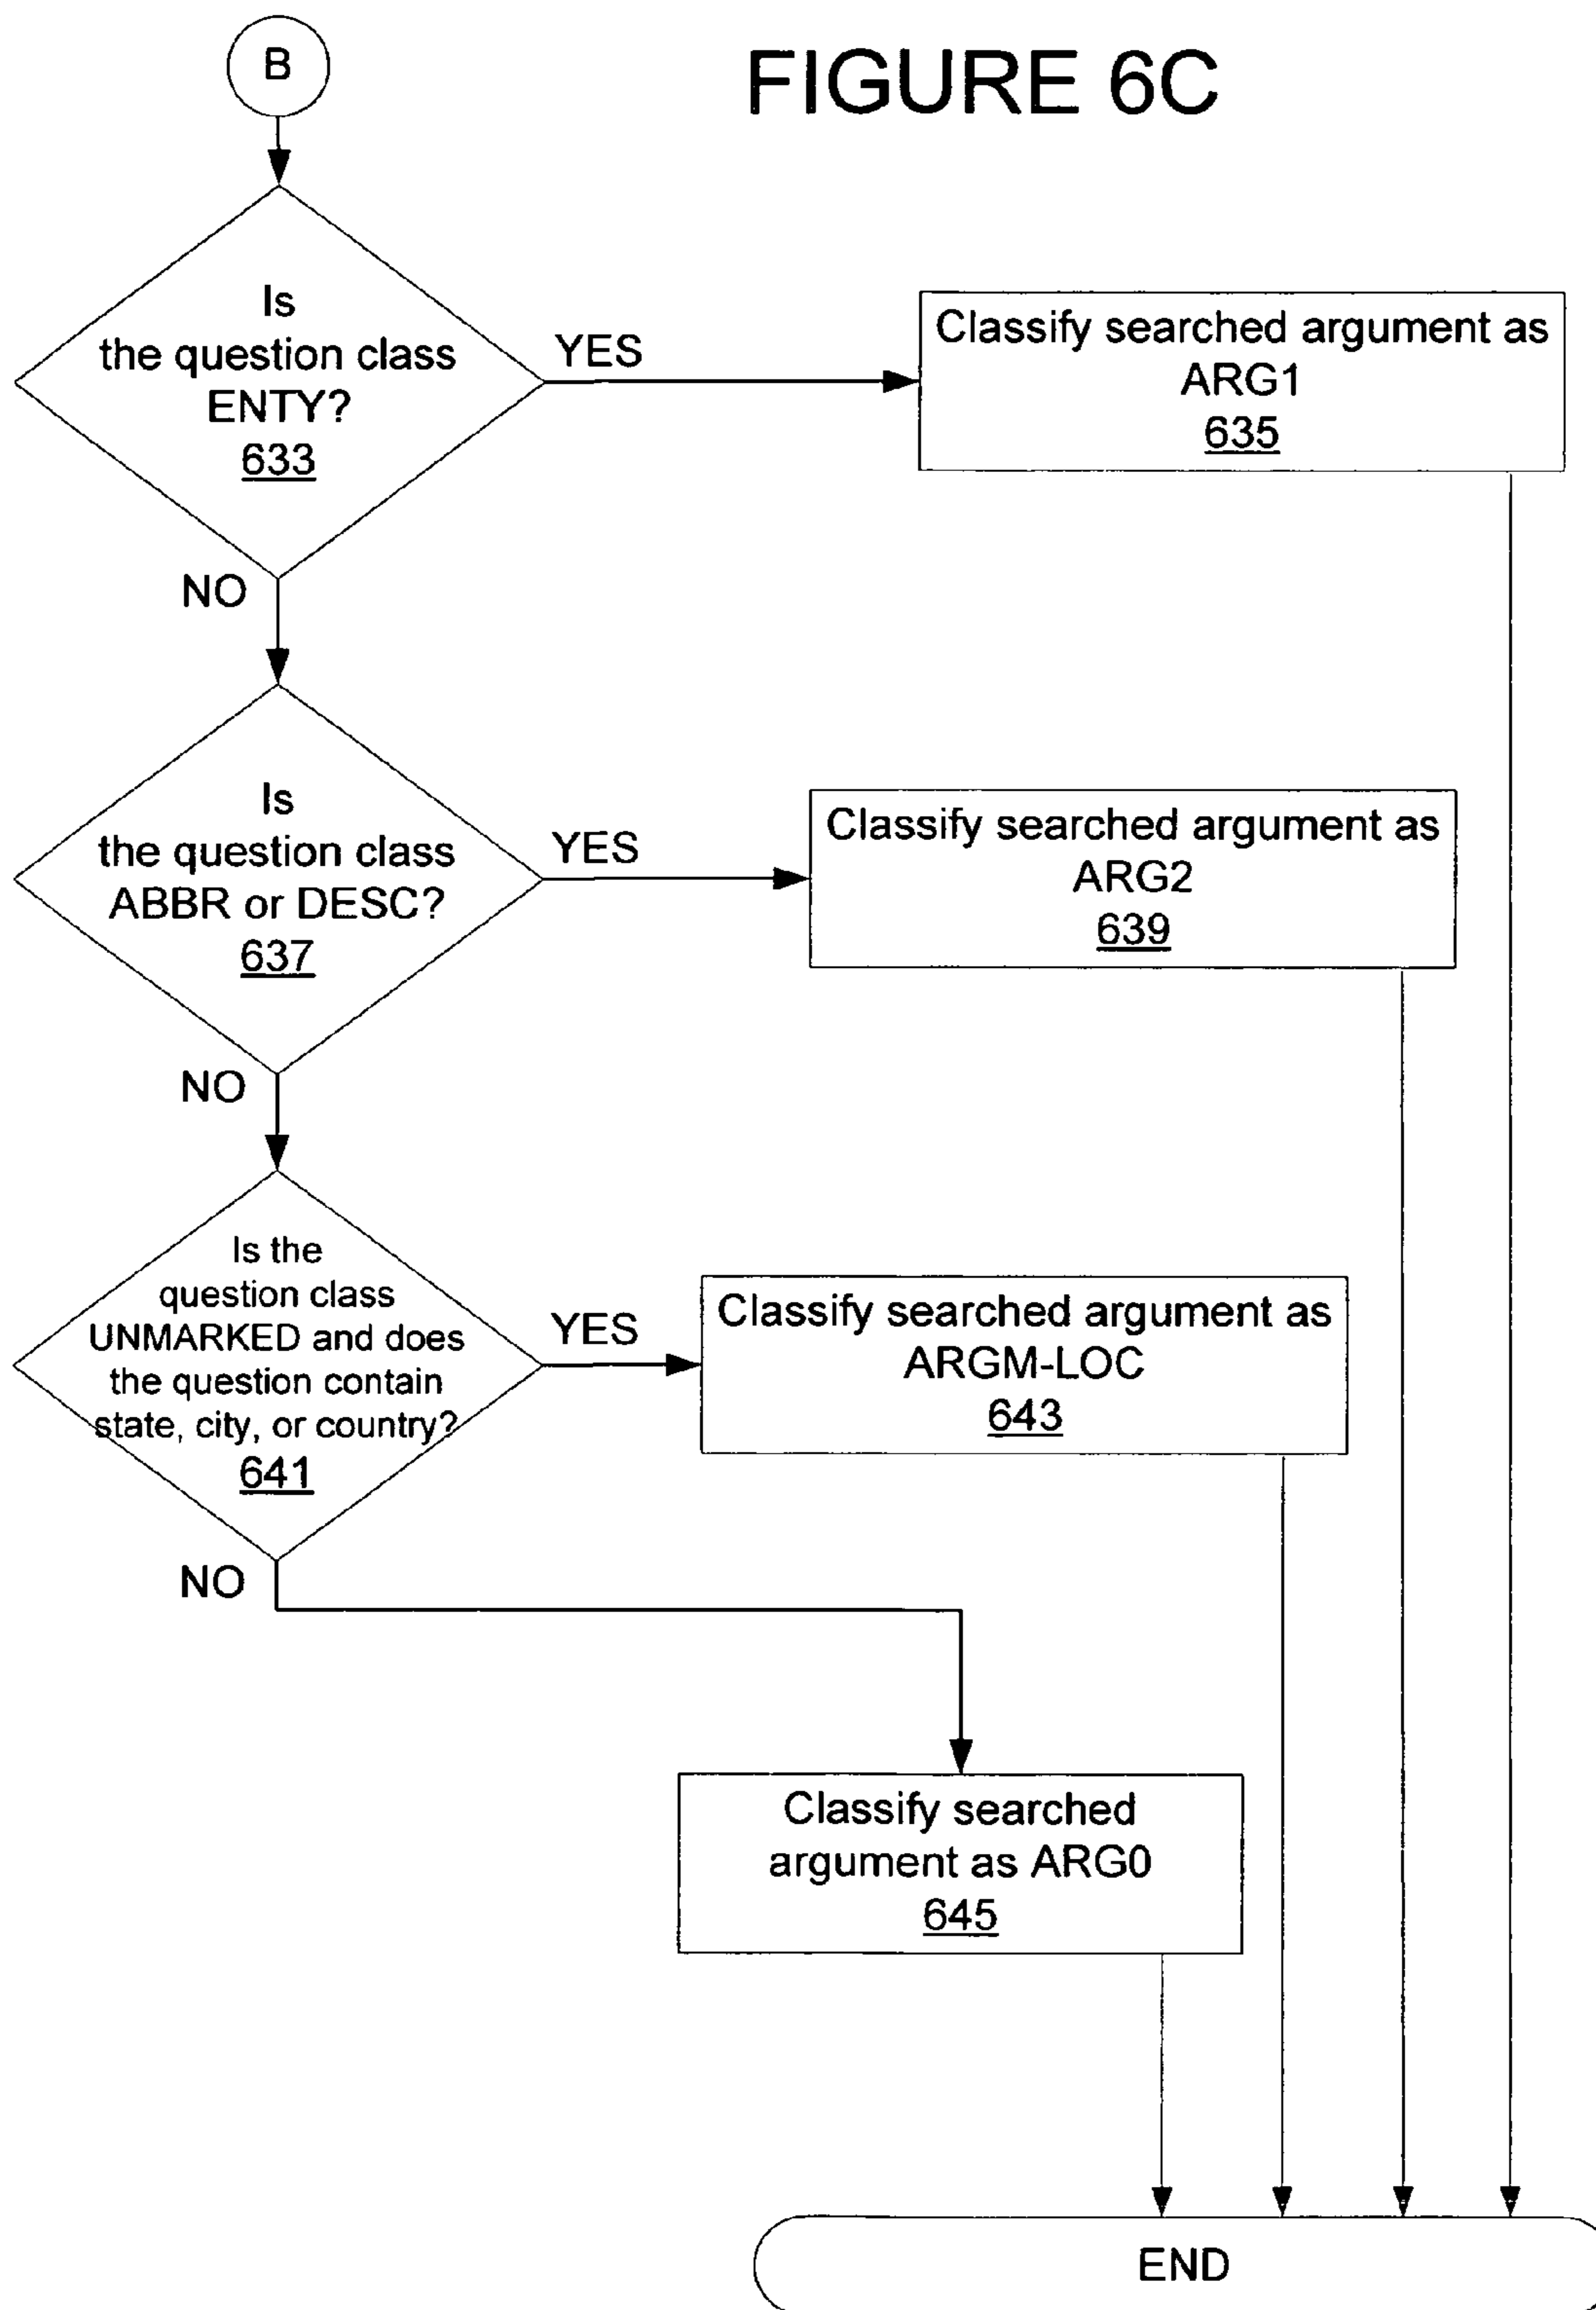 B
FIGURE 6C
Is
the question class
ENTY?
633
YES
Classify searched argument as
ARG1
635
NO
Is
the question class
ABBR or DESC?
637
YES
Classify searched argument as
ARG2
639
NO
Is the
question class
UNMARKED and does
the question contain
state, city, or country?
641
YES
Classify searched argument as
ARGM-LOC
643
NO
Classify searched
argument as ARG0
645
END